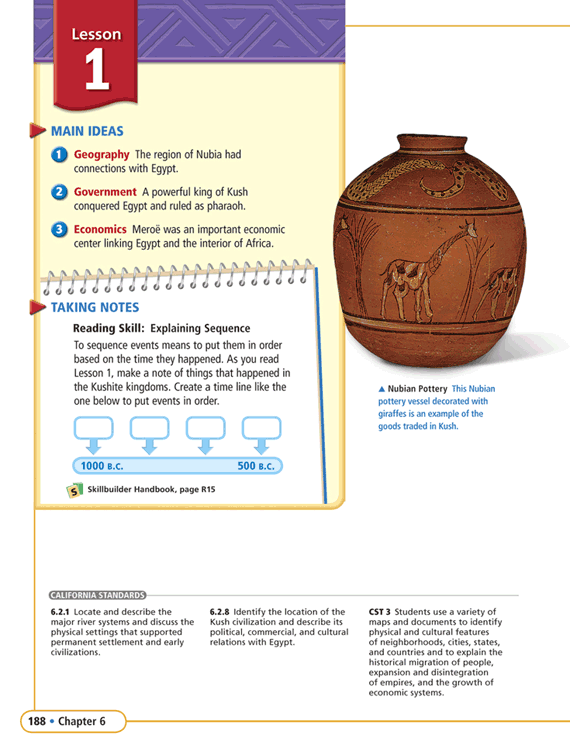 Lesson
1
MAIN IDEAS
1 Geography The region of Nubia had
connections with Egypt.
2 Government A powerful king of Kush
conquered Egypt and ruled as pharaoh.
3 Economics Meroë was an important economic
center linking Egypt and the interior of Africa.
TAKING NOTES
Reading Skill: Explaining Sequence
To sequence events means to put them in order
based on the time they happened. As you read
Lesson 1, make a note of things that happened in
the Kushite kingdoms. Create a time line like the
one below to put events in order.
1000 B.C. 500 B.C.
S Skillbuilder Handbook, page R15
▲ Nubian Pottery This Nubian
pottery vessel decorated with
giraffes is an example of the
goods traded in Kush.
CALIFORNIA STANDARDS
6.2.1 Locate and describe the
major river systems and discuss the
physical settings that supported
permanent settlement and early
civilizations.
6.2.8 Identify the location of the
Kush civilization and describe its
political, commercial, and cultural
relations with Egypt.
CST 3 Students use a variety of
maps and documents to identify
physical and cultural features
of neighborhoods, cities, states,
and countries and to explain the
historical migration of people,
expansion and disintegration
of empires, and the growth of
economic systems.
188 • Chapter 6